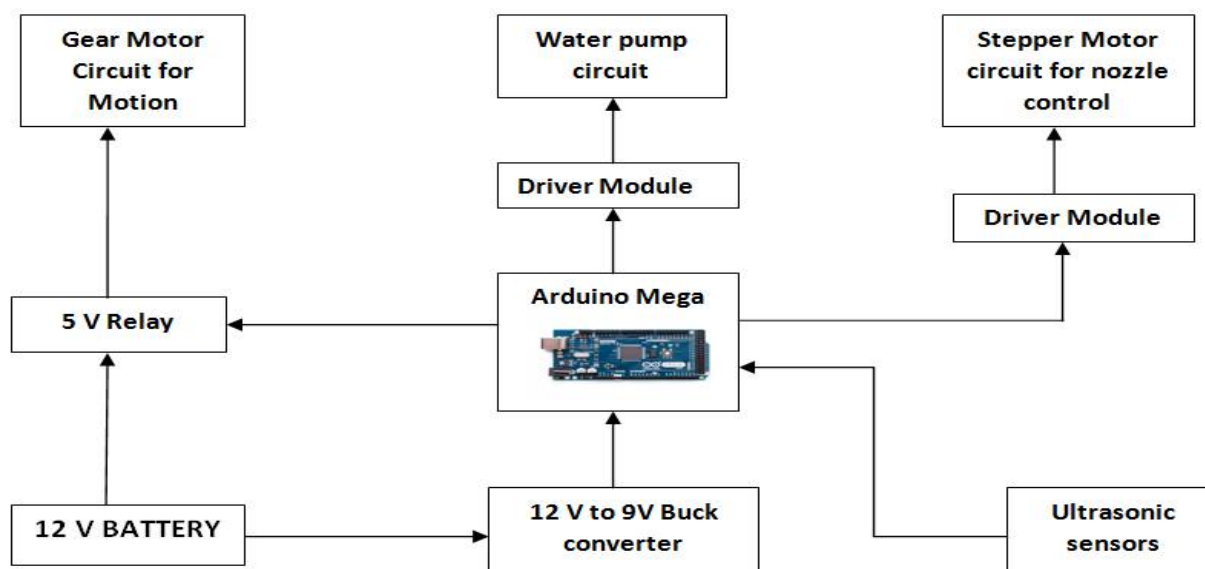 Gear Motor
Circuit for
Motion
Water pump
circuit
Stepper Motor
circuit for nozzle
control
Driver Module
Driver Module
5 V Relay
Arduino Mega
12 V BATTERY
12 V to 9V Buck
converter
Ultrasonic
sensors